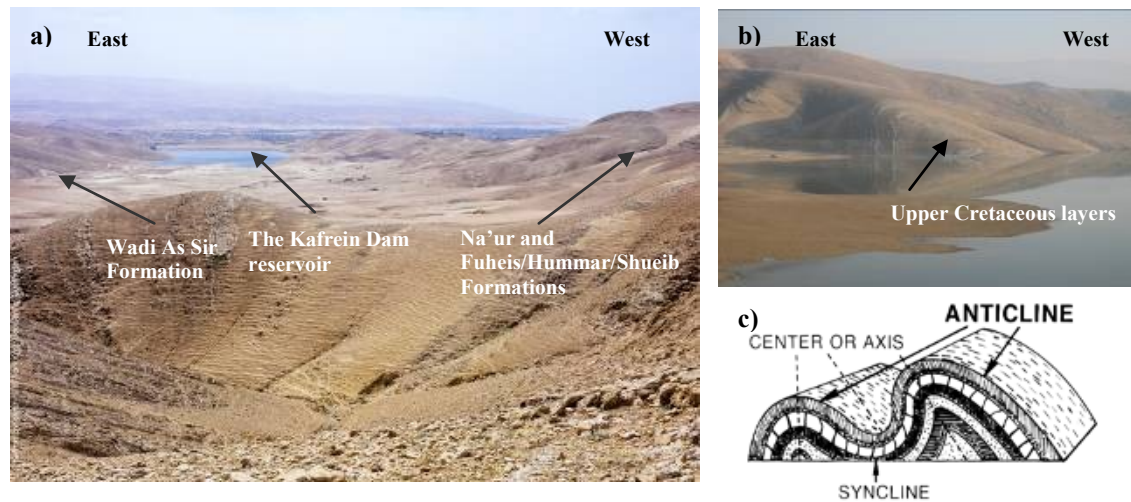 a)
East
West
Wadi As Sir
Formation
The Kafrein Dam
reservoir
Na'ur and
Fuheis/Hummar/Shueib
Formations
b)
East
West
Upper Cretaceous layers
c)
ANTICLINE
CENTER OR AXIS
SYNCLINE